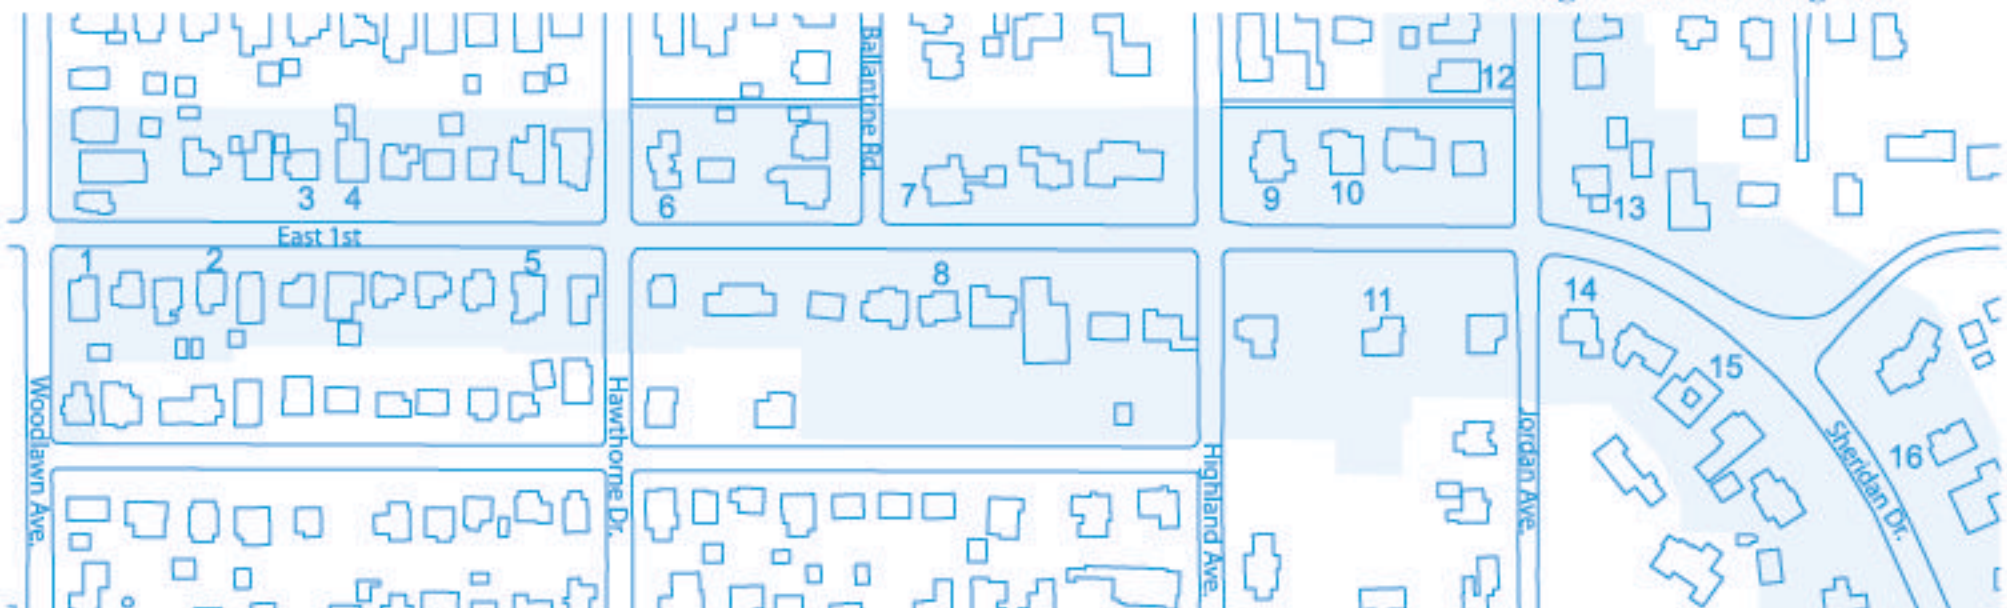 Ballantine Rd.
12
3
4
6
7
9
10
13
East 1st
1
2
5
8
11
14
15
16
Woodlawn Ave.
Hawthorne Dr.
Highland Ave.
Jordan Ave.
Sheridan Dr.